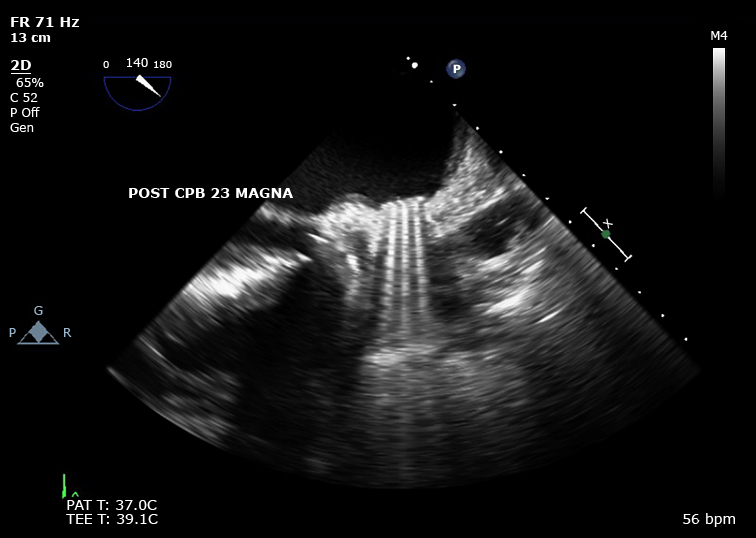 FR 71 Hz
13 cm
2D
65%
C 52
P Off
Gen
0 140 180
P
M4
POST CPB 23 MAGNA
X
G
P R
PAT T: 37.0C
TEE T: 39.1C
56 bpm